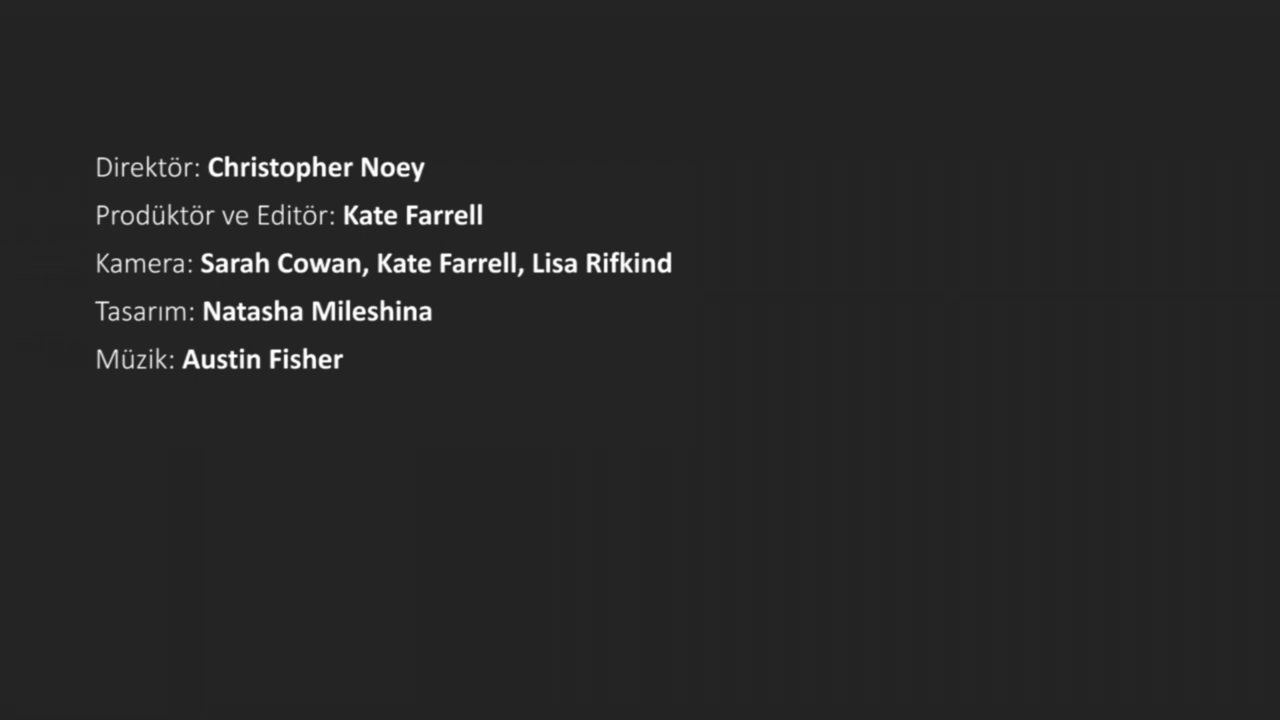 Direktör: Christopher Noey
Prodüktör ve Editör: Kate Farrell
Kamera: Sarah Cowan, Kate Farrell, Lisa Rifkind
Tasarım: Natasha Mileshina
Müzik: Austin Fisher